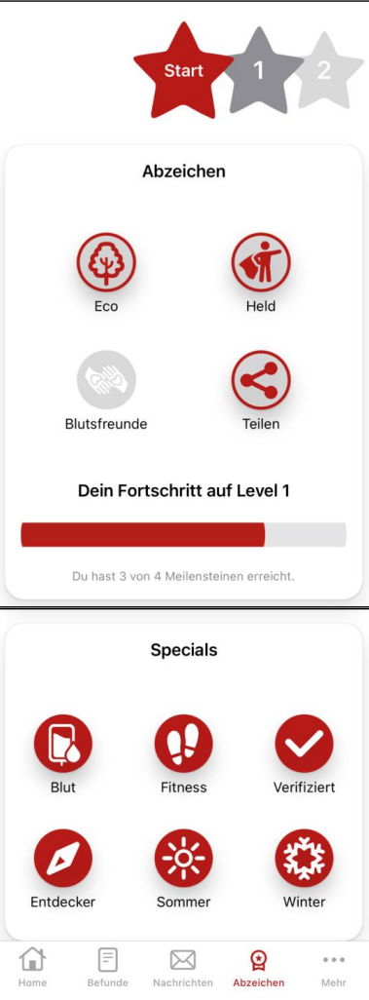 Start 1 2
Abzeichen
Eco Held
Blutsfreunde Teilen
Dein Fortschritt auf Level 1
Du hast 3 von 4 Meilensteinen erreicht.
Specials
Blut Fitness Verifiziert
Entdecker Sommer Winter
Home Befunde Nachrichten Abzeichen Mehr